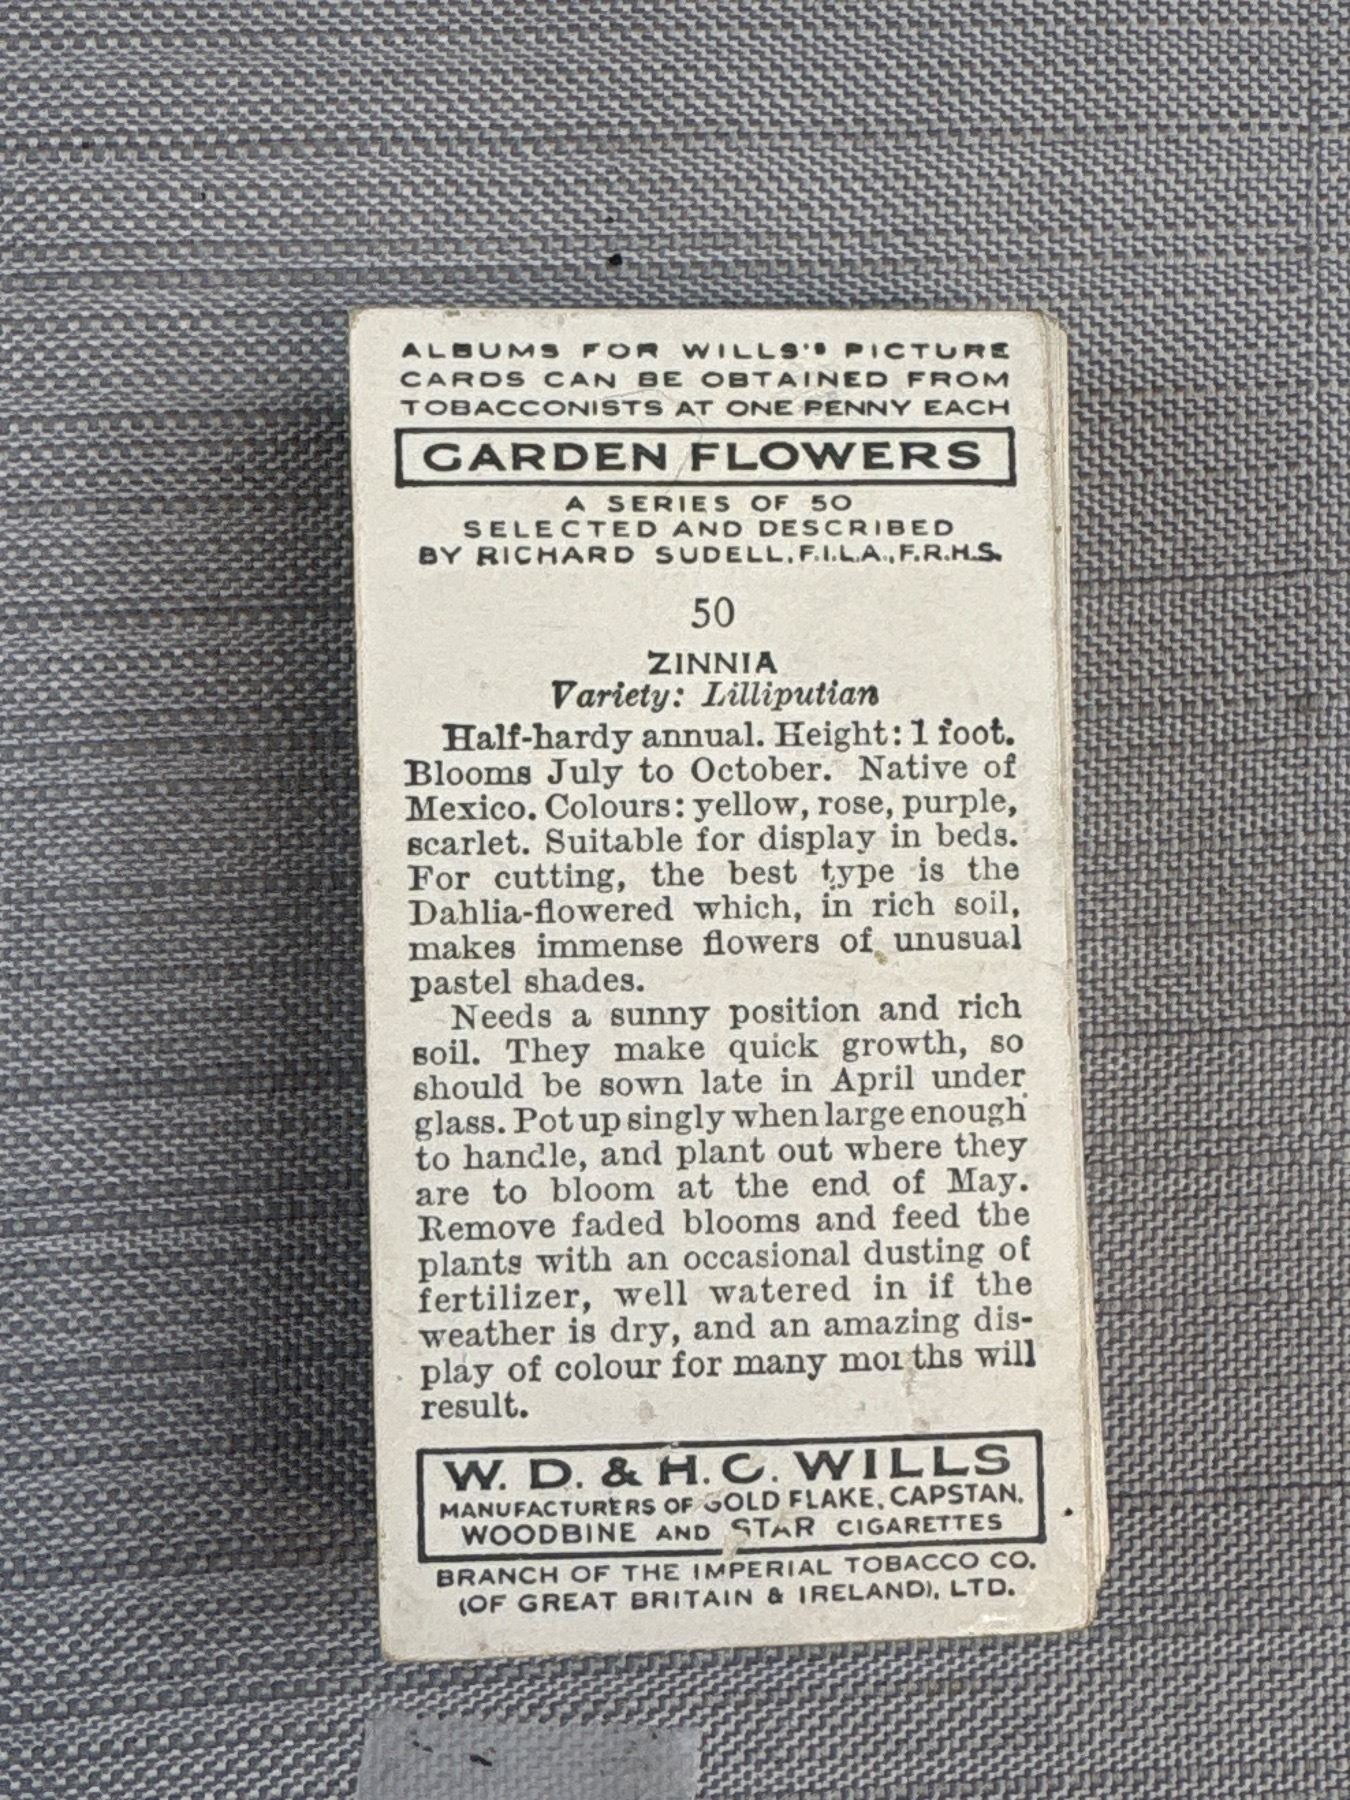 ALBUMS FOR WILLS'S PICTURE
CARDS CAN BE OBTAINED FROM
TOBACCONISTS AT ONE PENNY EACH
GARDEN FLOWERS
A SERIES OF 50
SELECTED AND DESCRIBED
BY RICHARD SUDELL, F.I.L.A., F.R.H.S.
50
ZINNIA
Variety: Lilliputian
Half-hardy annual. Height: 1 foot.
Blooms July to October. Native of
Mexico. Colours: yellow, rose, purple,
scarlet. Suitable for display in beds.
For cutting, the best type is the
Dahlia-flowered which, in rich soil,
makes immense flowers of unusual
pastel shades.
Needs a sunny position and rich
soil. They make quick growth, so
should be sown late in April under
glass. Pot up singly when large enough
to handle, and plant out where they
are to bloom at the end of May.
Remove faded blooms and feed the
plants with an occasional dusting of
fertilizer, well watered in if the
weather is dry, and an amazing dis-
play of colour for many months will
result.
W. D. & H. O. WILLS
MANUFACTURERS OF GOLD FLAKE, CAPSTAN,
WOODBINE AND STAR CIGARETTES
BRANCH OF THE IMPERIAL TOBACCO CO.
(OF GREAT BRITAIN & IRELAND), LTD.